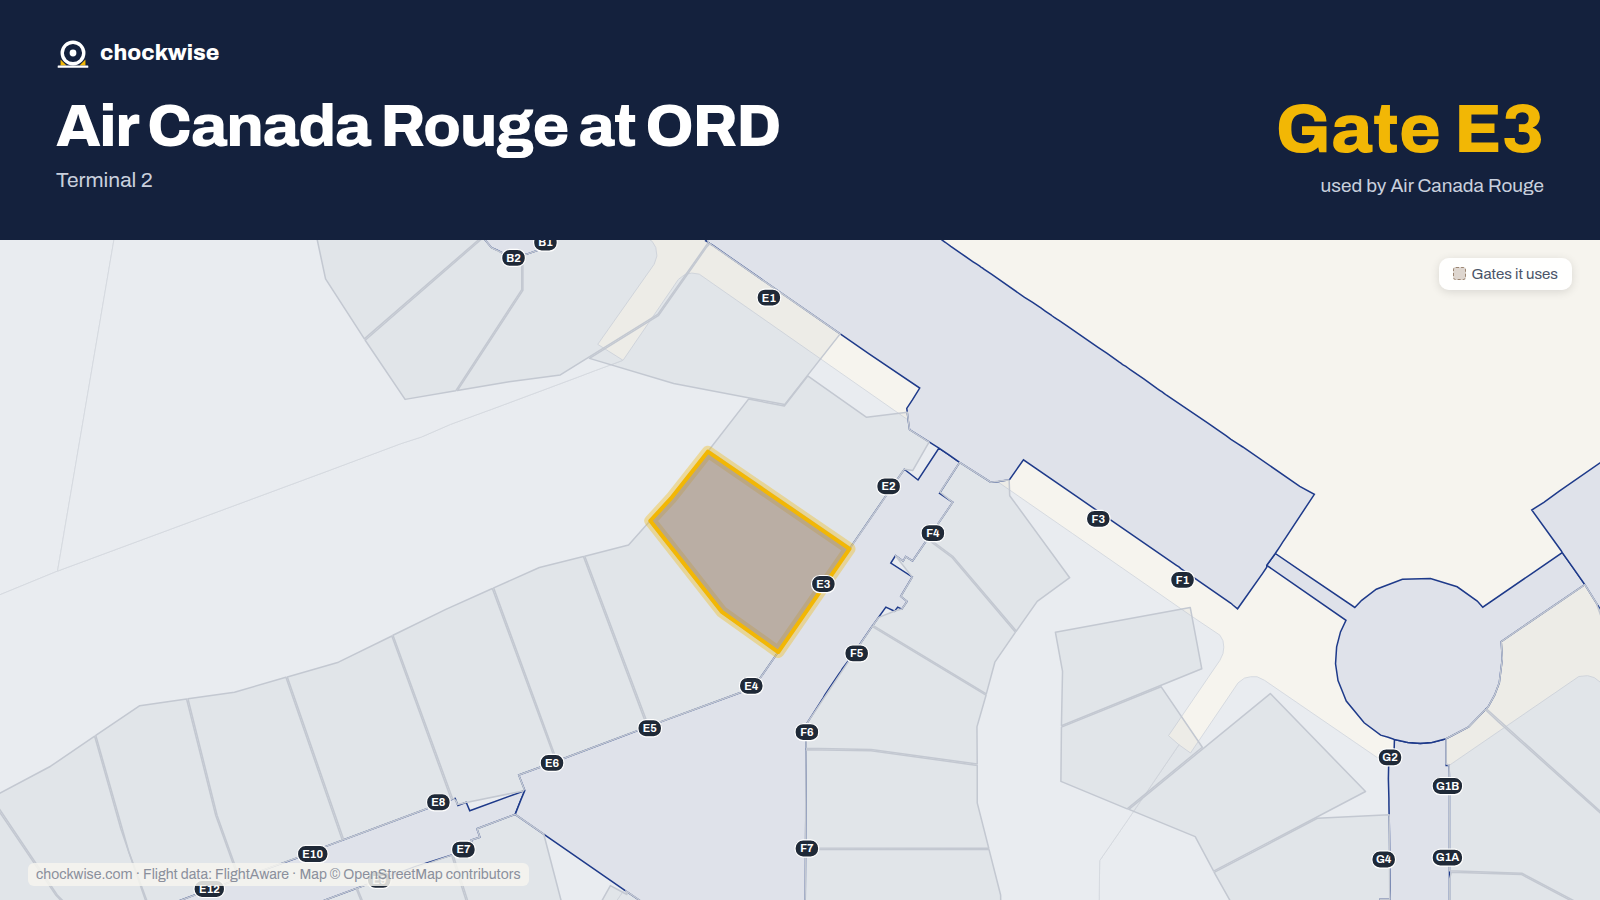 chockwise
Air Canada Rouge at ORD
Terminal 2
Gate E3
used by Air Canada Rouge
Gates it uses
B1
B2
E1
E2
F3
F4
F1
E3
F5
E4
E5
F6
E6
G2
G1B
E8
E7
F7
E10
G4
G1A
E12
chockwise.com · Flight data: FlightAware · Map © OpenStreetMap contributors